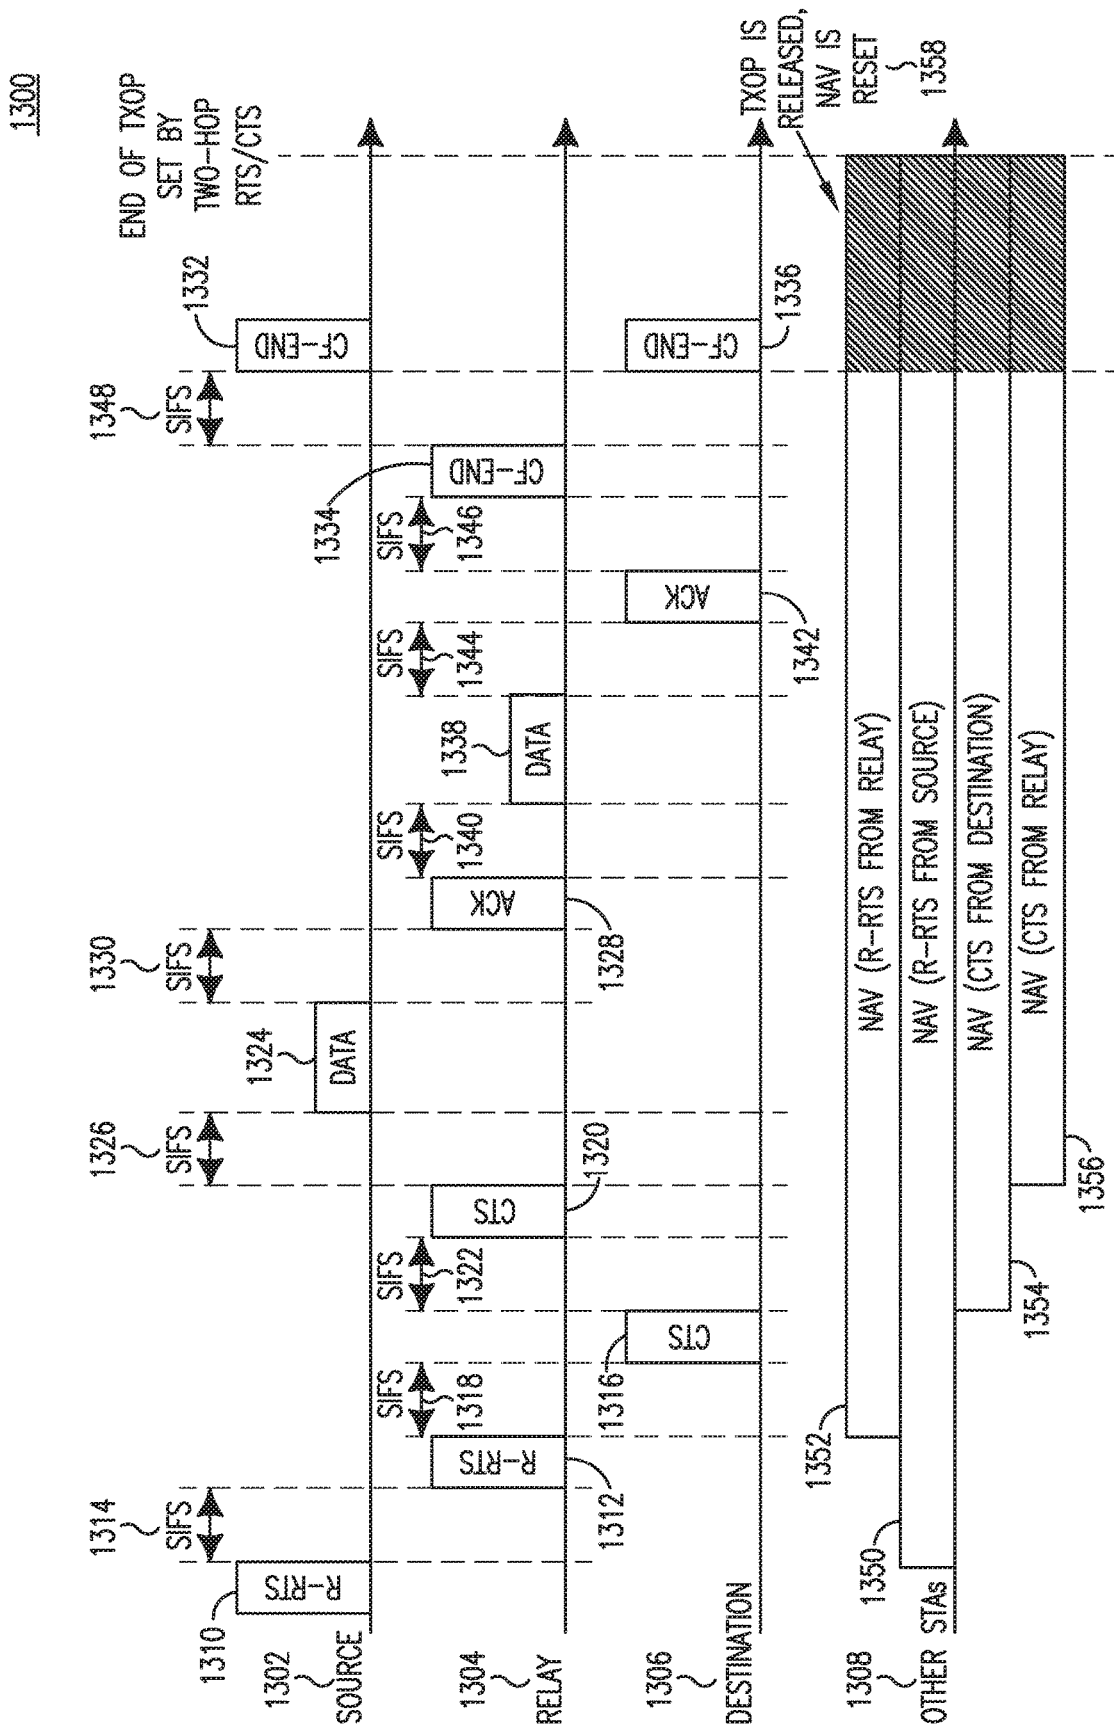 1300
END OF TXOP
SET BY
TWO-HOP
RTS/CTS
1314
SIFS
1326
SIFS
1330
SIFS
1348
SIFS
1310
R-RTS
1324
DATA
1332
CF-END
1302
SOURCE
SIFS
1318
SIFS
1322
SIFS
1340
SIFS
1344
SIFS
1346
R-RTS
1312
CTS
1320
ACK
1328
1338
DATA
1334
CF-END
1304
RELAY
1316
CTS
ACK
1342
CF-END
1336
1306
DESTINATION
TXOP IS
RELEASED,
NAV IS
RESET
1358
1352
NAV (R-RTS FROM RELAY)
1350
NAV (R-RTS FROM SOURCE)
1308
OTHER STAs
NAV (CTS FROM DESTINATION)
1354
NAV (CTS FROM RELAY)
1356